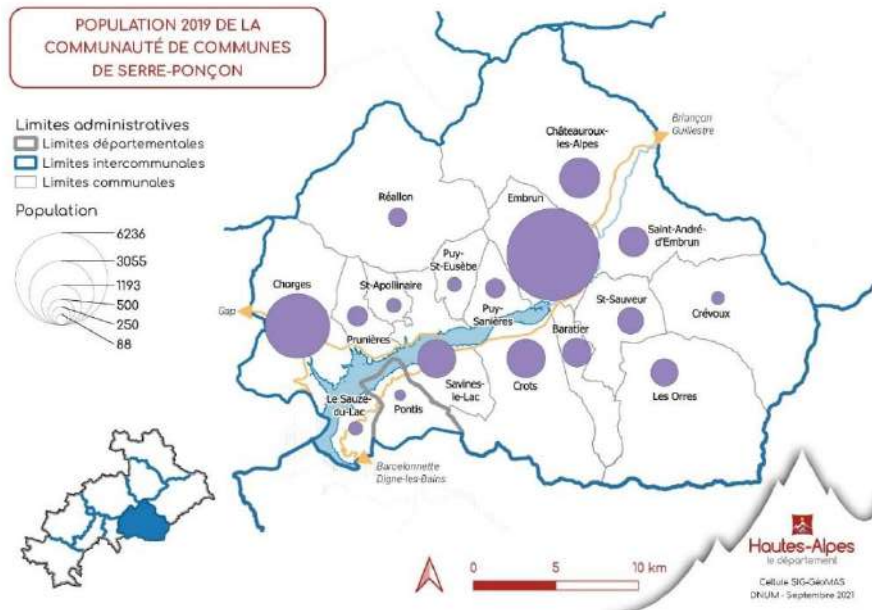 POPULATION 2019 DE LA
COMMUNAUTÉ DE COMMUNES
DE SERRE-PONÇON
Limites administratives
Limites départementales
Limites intercommunales
Limites communales
Population
6236
3055
1193
500
250
88
Briançon
Guillestre
Châteauroux-
les-Alpes
Réallon
Embrun
Saint-André-
d'Embrun
Puy-
St-Eusèbe
Chorges
St-Apollinaire
Puy-
Sanières
St-Sauveur
Crévoux
Gap
Prunières
Baratier
Savines-
le-Lac
Crots
Les Orres
Le Sauze-
du-Lac
Pontis
Barcelonnette
Digne-les-Bains
0 5 10 km
Hautes-Alpes
le département
Cellule SIG-GéoMAS
DNUM - Septembre 2021